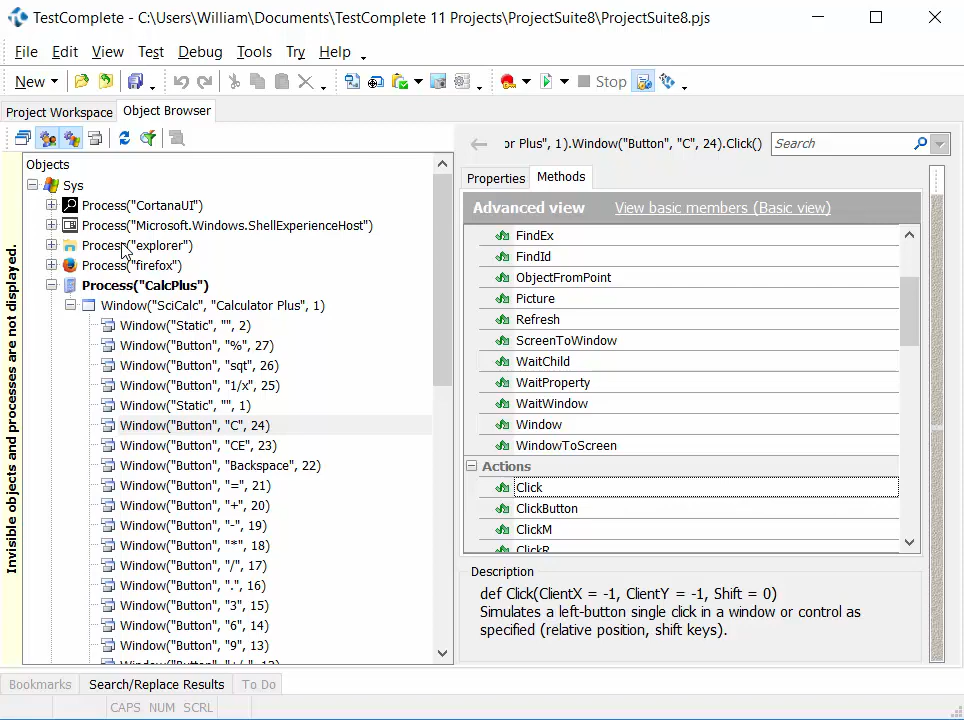 TestComplete - C:\Users\William\Documents\TestComplete 11 Projects\ProjectSuite8\ProjectSuite8.pjs
File Edit View Test Debug Tools Try Help
New Stop
Project Workspace Object Browser
or Plus", 1).Window("Button", "C", 24).Click() Search
Invisible objects and processes are not displayed.
Objects
Sys
Process("CortanaUI")
Process("Microsoft.Windows.ShellExperienceHost")
Process("explorer")
Process("firefox")
Process("CalcPlus")
Window("SciCalc", "Calculator Plus", 1)
Window("Static", "", 2)
Window("Button", "%", 27)
Window("Button", "sqt", 26)
Window("Button", "1/x", 25)
Window("Static", "", 1)
Window("Button", "C", 24)
Window("Button", "CE", 23)
Window("Button", "Backspace", 22)
Window("Button", "=", 21)
Window("Button", "+", 20)
Window("Button", "-", 19)
Window("Button", "*", 18)
Window("Button", "/", 17)
Window("Button", ".", 16)
Window("Button", "3", 15)
Window("Button", "6", 14)
Window("Button", "9", 13)
Window("Button", "+/-", 12)
Properties Methods
Advanced view View basic members (Basic view)
FindEx
FindId
ObjectFromPoint
Picture
Refresh
ScreenToWindow
WaitChild
WaitProperty
WaitWindow
Window
WindowToScreen
Actions
Click
ClickButton
ClickM
ClickR
Description
def Click(ClientX = -1, ClientY = -1, Shift = 0)
Simulates a left-button single click in a window or control as
specified (relative position, shift keys).
Bookmarks Search/Replace Results To Do
CAPS NUM SCRL